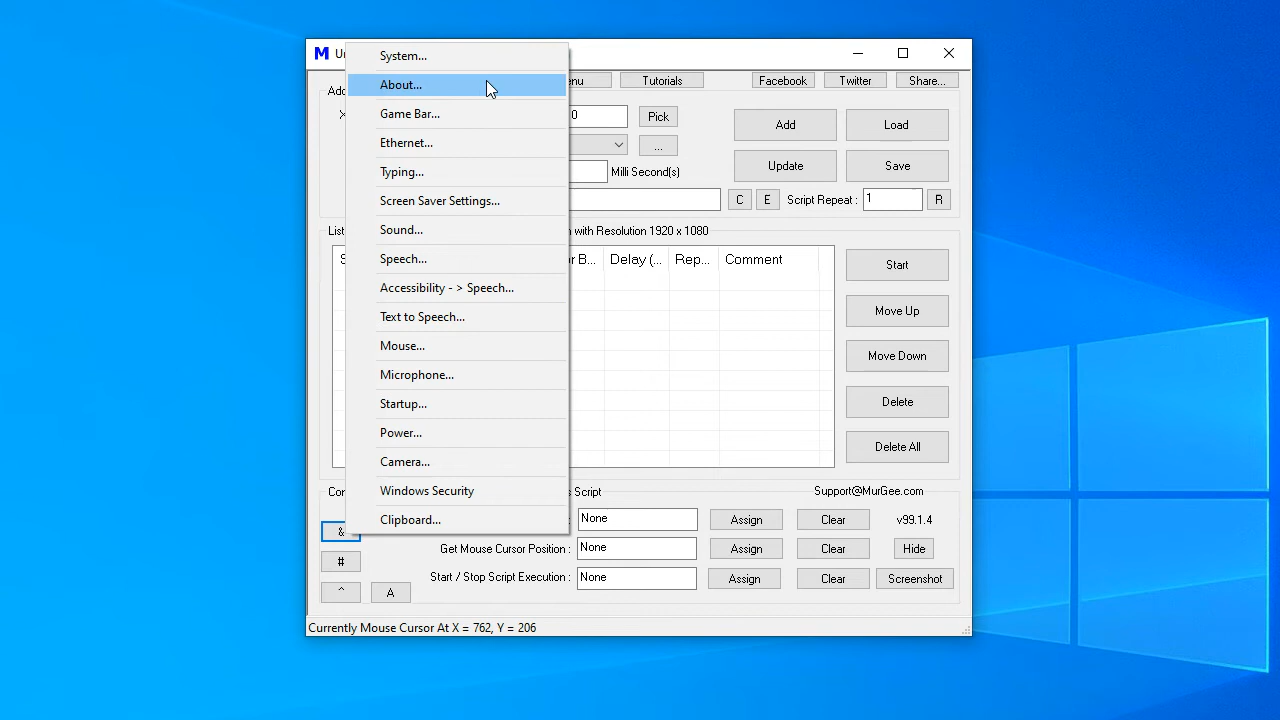 M
System...
About...
Game Bar...
Ethernet...
Typing...
Screen Saver Settings...
Sound...
Speech...
Accessibility - > Speech...
Text to Speech...
Mouse...
Microphone...
Startup...
Power...
Camera...
Windows Security
Clipboard...
Tutorials
Facebook
Twitter
Share...
0
Pick
Add
Load
...
Milli Second(s)
Update
Save
C
E
Script Repeat :
1
R
with Resolution 1920 x 1080
Delay (...
Rep...
Comment
Start
Move Up
Move Down
Delete
Delete All
Script
Support@MurGee.com
&
None
Assign
Clear
v99.1.4
Get Mouse Cursor Position :
None
Assign
Clear
Hide
#
Start / Stop Script Execution :
None
Assign
Clear
Screenshot
^
A
Currently Mouse Cursor At X = 762, Y = 206